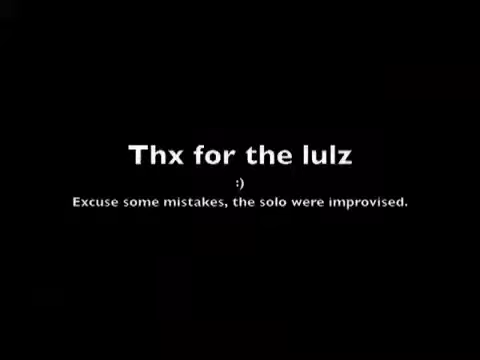 Thx for the lulz
:)
Excuse some mistakes, the solo were improvised.